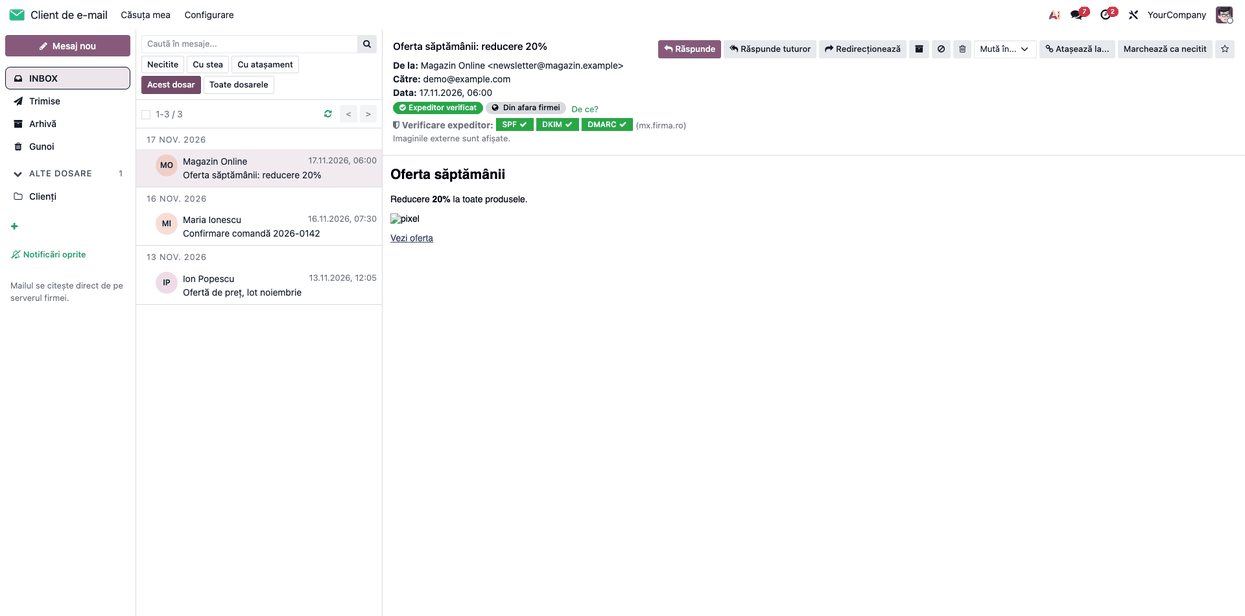 Client de e-mail Căsuța mea Configurare 7 2 YourCompany
Mesaj nou
INBOX
Trimise
Arhivă
Gunoi
ALTE DOSARE 1
Clienți
+
Notificări oprite
Mailul se citește direct de pe
serverul firmei.
Caută în mesaje...
Necitite Cu stea Cu atașament
Acest dosar Toate dosarele
1-3 / 3 < >
17 NOV. 2026
MO Magazin Online 17.11.2026, 06:00
Oferta săptămânii: reducere 20%
16 NOV. 2026
MI Maria Ionescu 16.11.2026, 07:30
Confirmare comandă 2026-0142
13 NOV. 2026
IP Ion Popescu 13.11.2026, 12:05
Ofertă de preț, lot noiembrie
Oferta săptămânii: reducere 20%
Răspunde Răspunde tuturor Redirecționează Mută în... Atașează la... Marchează ca necitit
De la: Magazin Online <newsletter@magazin.example>
Către: demo@example.com
Data: 17.11.2026, 06:00
Expeditor verificat Din afara firmei De ce?
Verificare expeditor: SPF ✓ DKIM ✓ DMARC ✓ (mx.firma.ro)
Imaginile externe sunt afișate.
Oferta săptămânii
Reducere 20% la toate produsele.
pixel
Vezi oferta